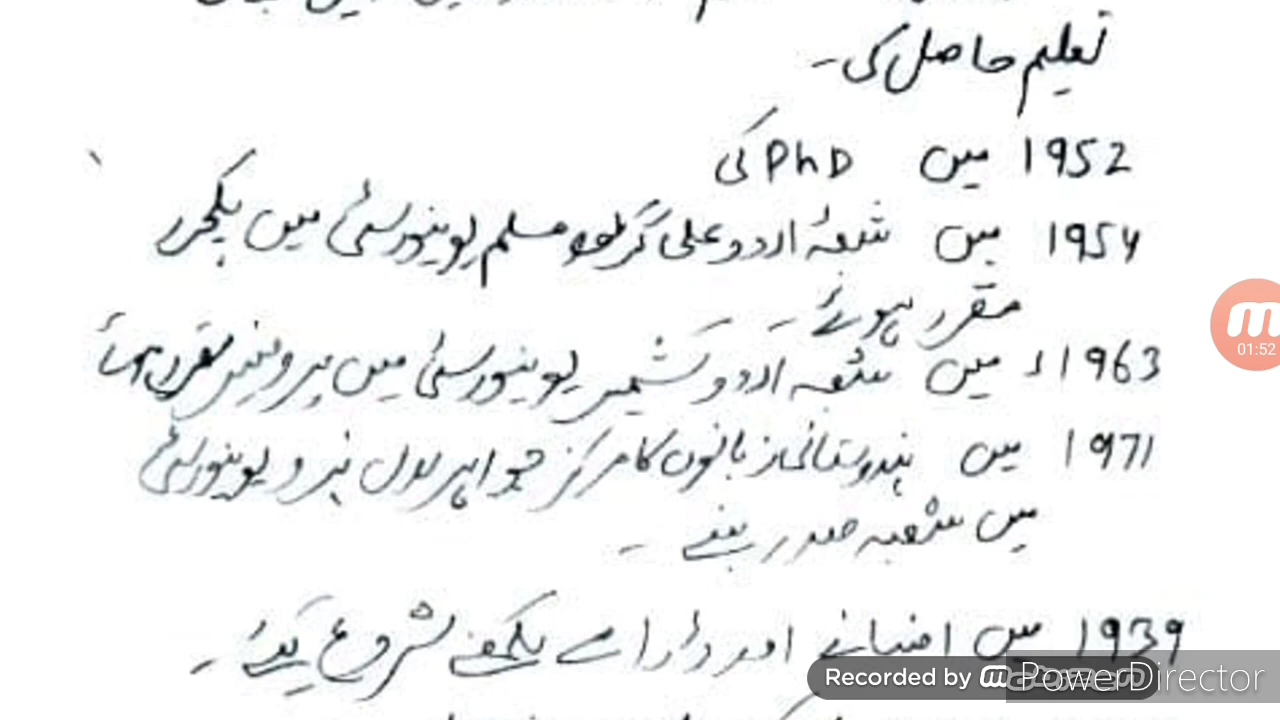 تعلیم حاصل کی۔
1952 میں PhD کی
1954 میں شعبۂ اردو علی گڑھ مسلم یونیورسٹی میں لیکچرر
مقرر ہوئے۔
1963ء میں شعبہ اردو کشمیر یونیورسٹی میں پروفیسر مقرر
1971 میں ہندوستانی زبانوں کا مرکز جواہر لال نہرو یونیورسٹی
میں شعبہ صدر بنے۔
1939 میں افسانے اور ڈرامے لکھنے شروع کیے۔
m
01:52
Recorded by
PowerDirector